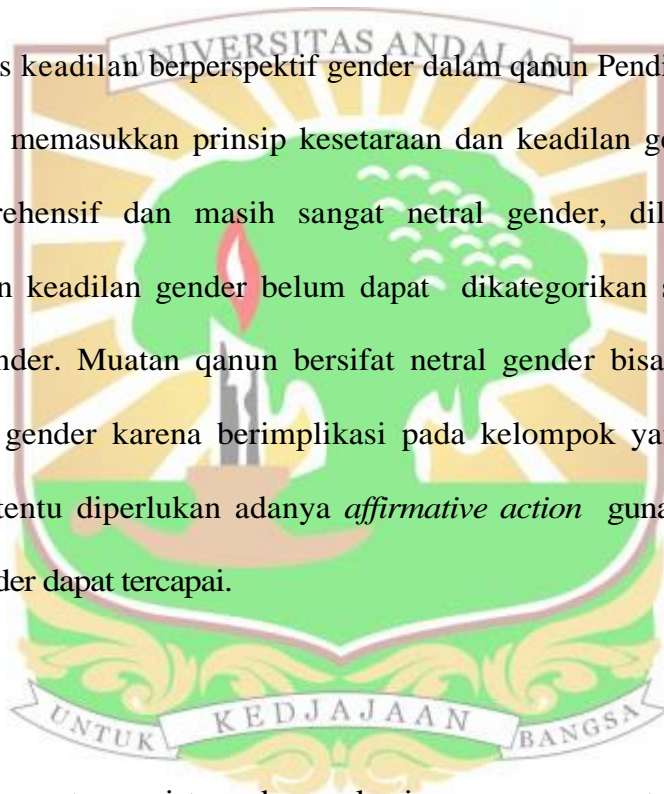 UNIVERSITAS ANDALAS
s keadilan berperspektif gender dalam qanun Pendi
memasukkan prinsip kesetaraan dan keadilan ge
rehensif dan masih sangat netral gender, dil
n keadilan gender belum dapat dikategorikan s
nder. Muatan qanun bersifat netral gender bisa
gender karena berimplikasi pada kelompok ya
tentu diperlukan adanya affirmative action guna
der dapat tercapai.
UNTUK KEDJAJAAN BANGSA